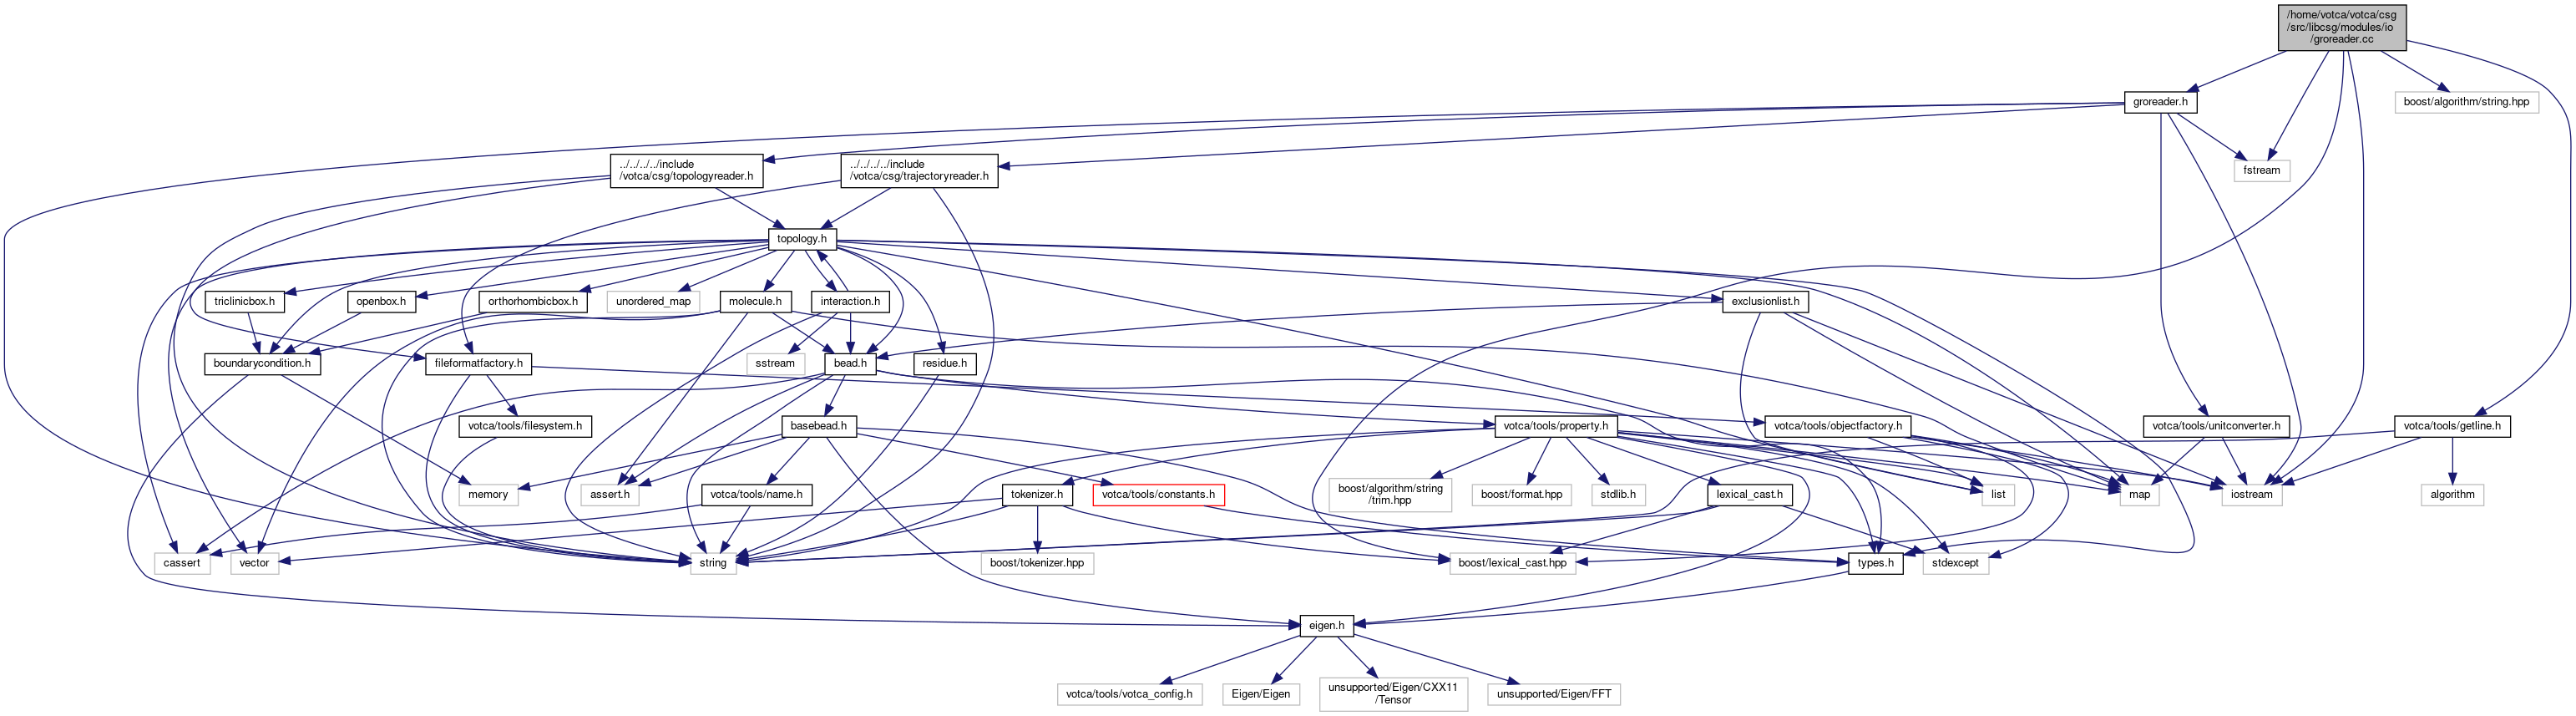 /home/votca/votca/csg
/src/libcsg/modules/io
/groreader.cc
groreader.h
boost/algorithm/string.hpp
../../../../include
/votca/csg/topologyreader.h
../../../../include
/votca/csg/trajectoryreader.h
fstream
topology.h
triclinicbox.h
openbox.h
orthorhombicbox.h
unordered_map
molecule.h
interaction.h
exclusionlist.h
boundarycondition.h
fileformatfactory.h
sstream
bead.h
residue.h
votca/tools/filesystem.h
basebead.h
votca/tools/property.h
votca/tools/objectfactory.h
votca/tools/unitconverter.h
votca/tools/getline.h
memory
assert.h
votca/tools/name.h
tokenizer.h
votca/tools/constants.h
boost/algorithm/string
/trim.hpp
boost/format.hpp
stdlib.h
lexical_cast.h
list
map
iostream
algorithm
cassert
vector
string
boost/tokenizer.hpp
boost/lexical_cast.hpp
types.h
stdexcept
eigen.h
votca/tools/votca_config.h
Eigen/Eigen
unsupported/Eigen/CXX11
/Tensor
unsupported/Eigen/FFT